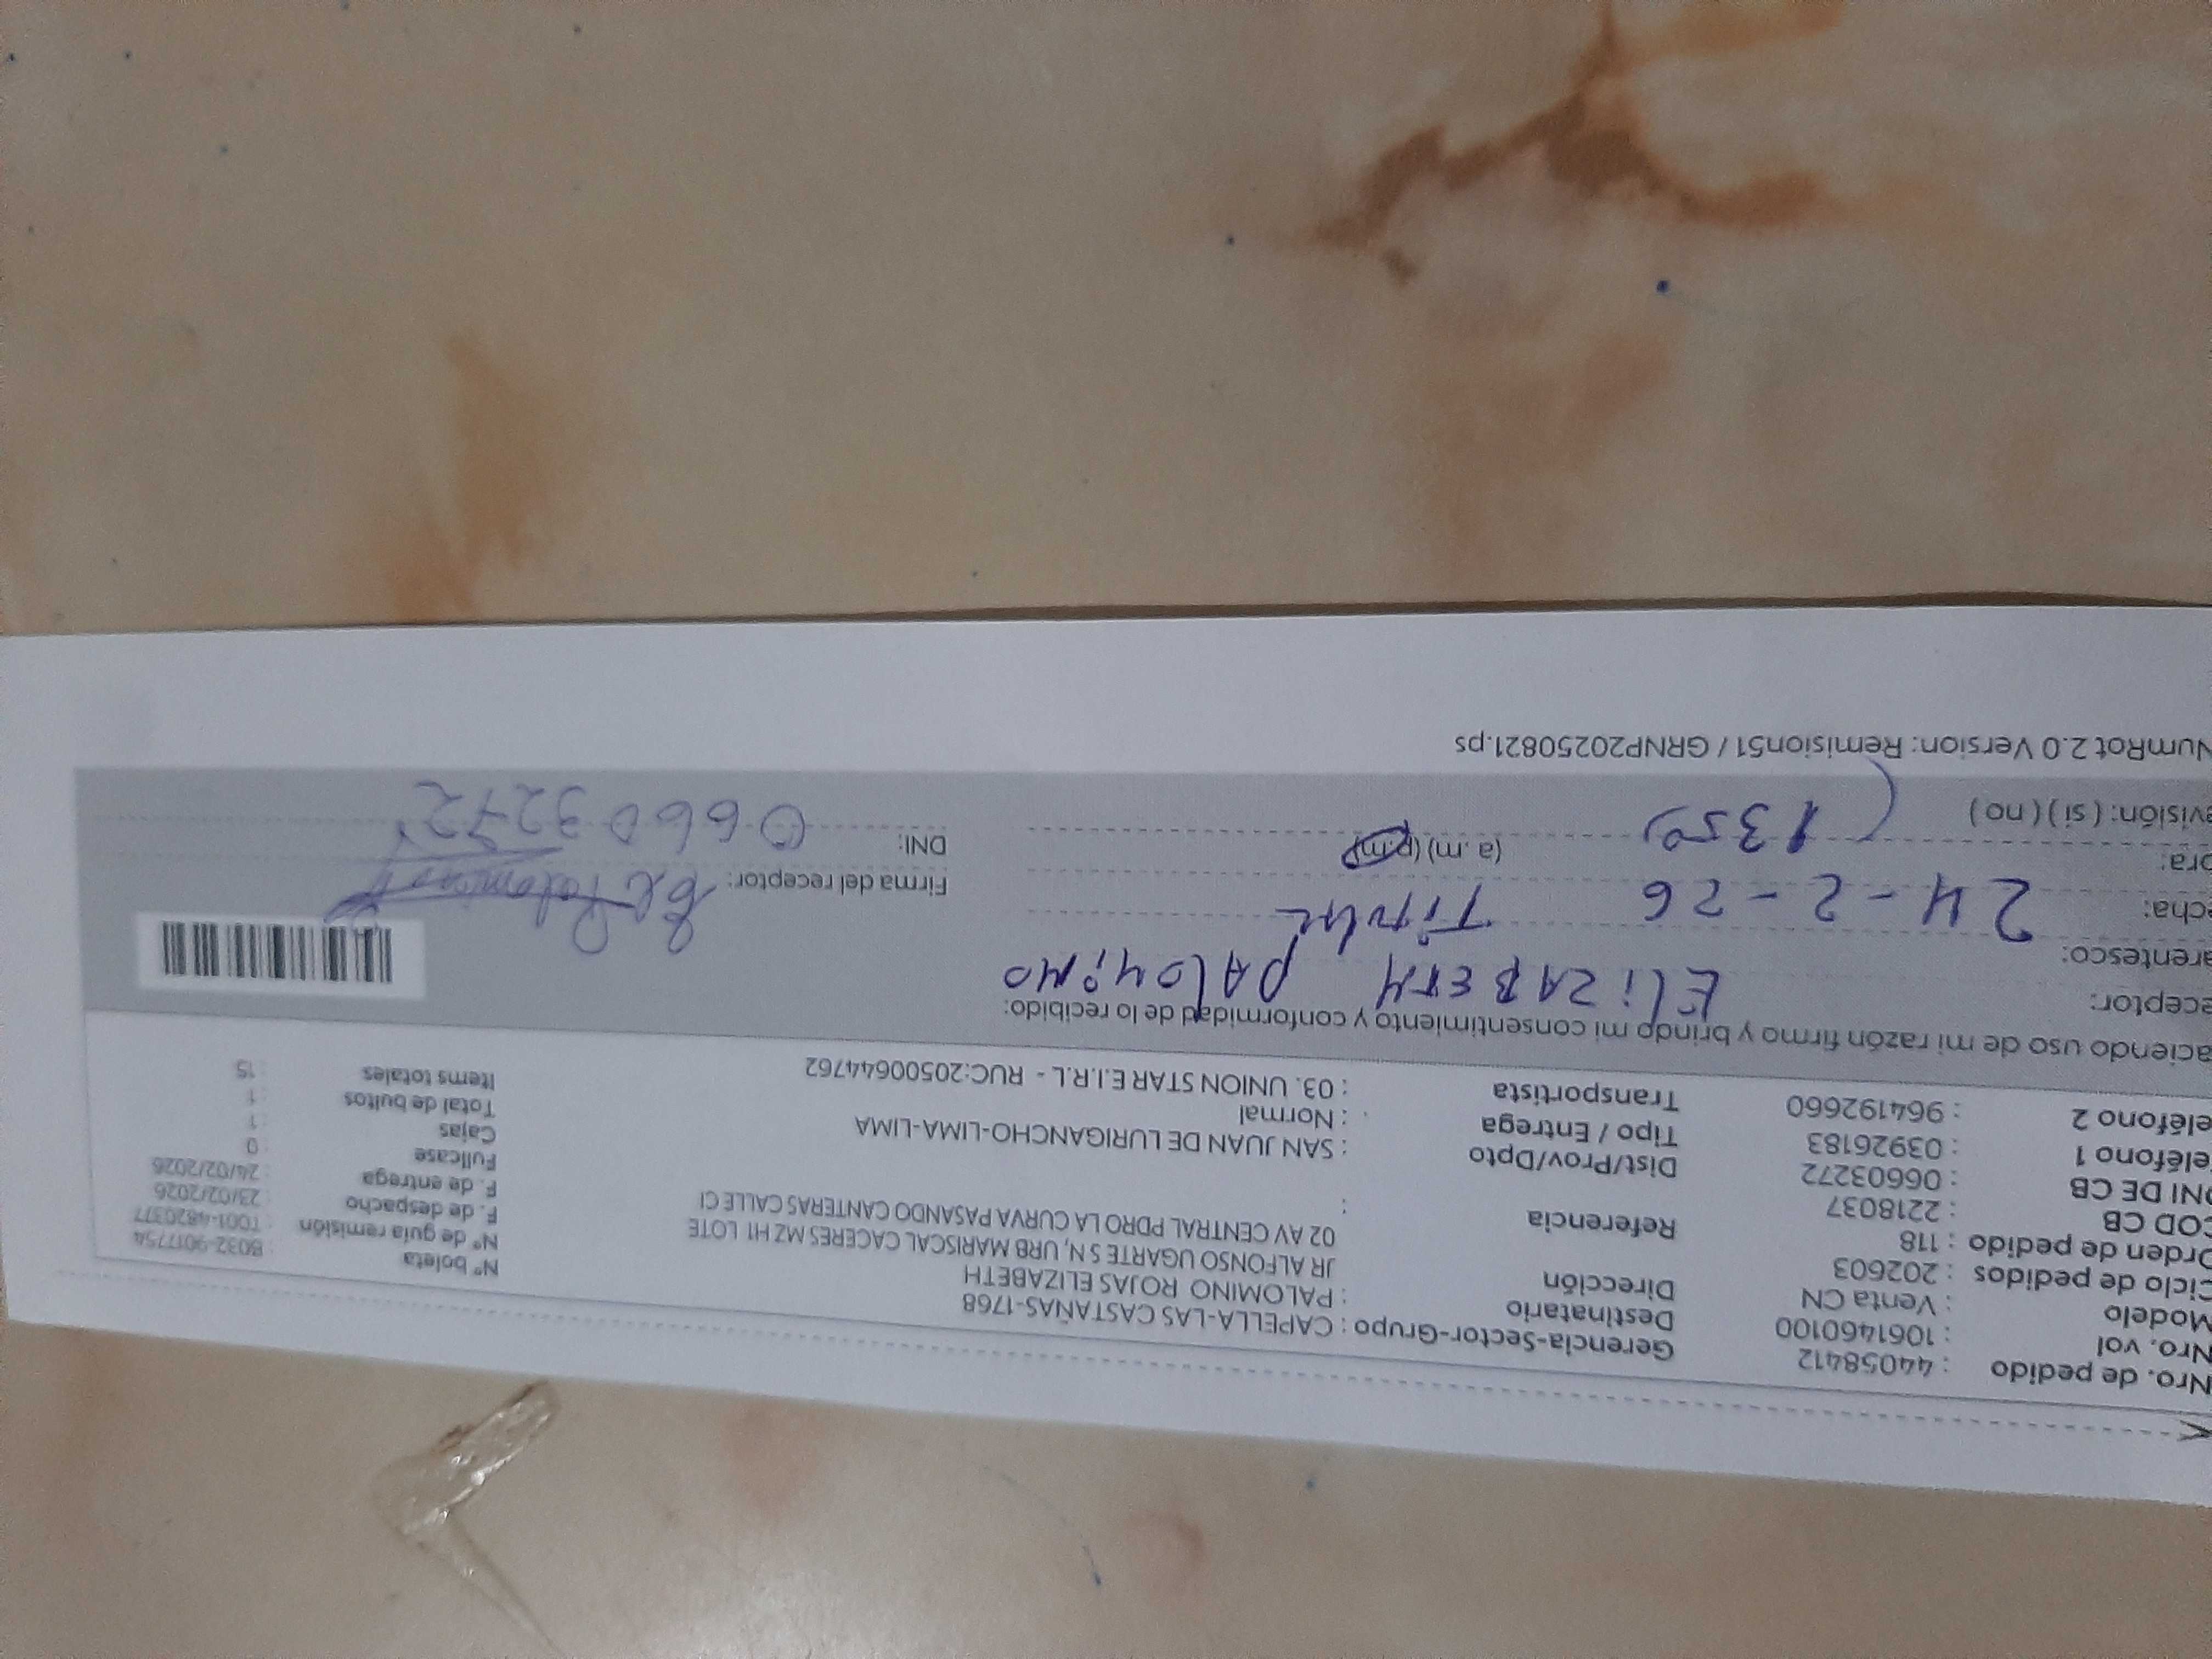 Nro. de pedido : 44058412
Nro. vol : 1061460100
Modelo : Venta CN
Ciclo de pedidos : 202603
Orden de pedido : 118
COD CB : 2218037
DNI DE CB : 06603272
eléfono 1 : 03926183
eléfono 2 : 964192660
Gerencia-Sector-Grupo : CAPELLA-LAS CASTAÑAS-1768
Destinatario : PALOMINO ROJAS ELIZABETH
Dirección JR ALFONSO UGARTE S N, URB MARISCAL CACERES MZ H1 LOTE
02 AV CENTRAL PDRO LA CURVA PASANDO CANTERAS CALLE CI
Referencia :
Dist/Prov/Dpto : SAN JUAN DE LURIGANCHO-LIMA-LIMA
Tipo / Entrega : Normal
Transportista : 03. UNION STAR E.I.R.L - RUC:20500644762
Nº boleta : B032-9017754
Nº de guía remisión : T001-4820377
F. de despacho : 23/02/2026
F. de entrega : 24/02/2026
Fullcase : 0
Cajas : 1
Total de bultos : 1
Items totales : 15
aciendo uso de mi razón firmo y brindo mi consentimiento y conformidad de lo recibido:
eceptor: ElizABETH PAlomiNo
arentesco: Titular
echa: 24-2-26
ora: 1350 (a. m) (p.m)
evisión: ( si ) ( no )
Firma del receptor: El Palomino R
DNI: 06603272
NumRot 2.0 Version: Remision51 / GRNP20250821.ps